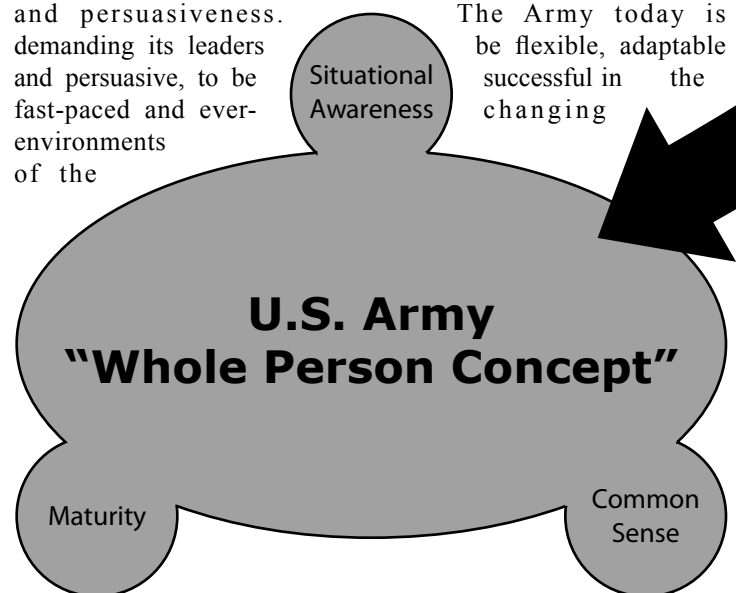 and persuasiveness. The Army today is
demanding its leaders be flexible, adaptable
and persuasive, to be successful in the
fast-paced and ever- changing
environments
of the
Situational
Awareness
U.S. Army
“Whole Person Concept”
Maturity
Common
Sense